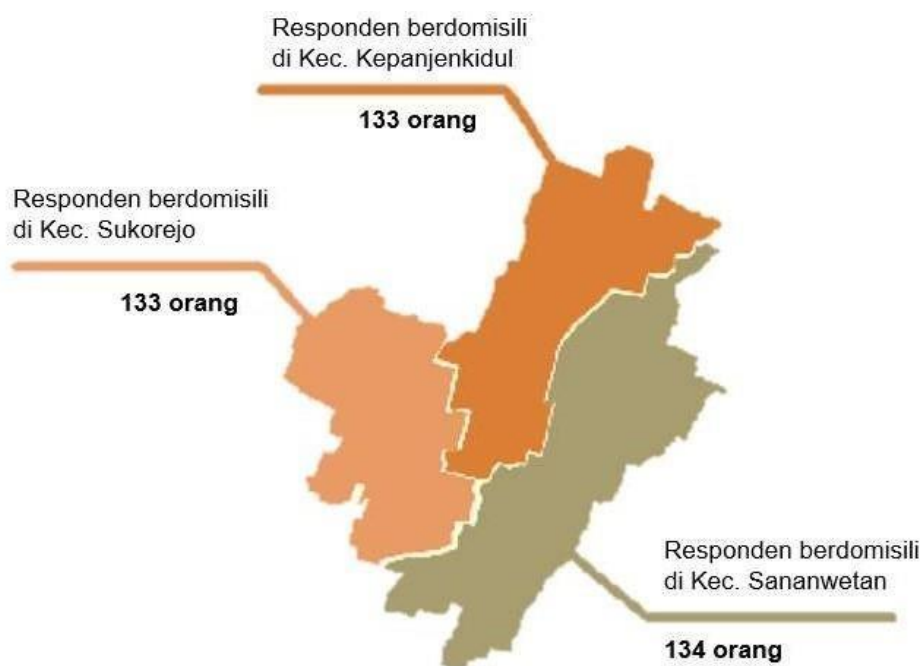 Responden berdomisili
di Kec. Kepanjenkidul
133 orang
Responden berdomisili
di Kec. Sukorejo
133 orang
Responden berdomisili
di Kec. Sananwetan
134 orang